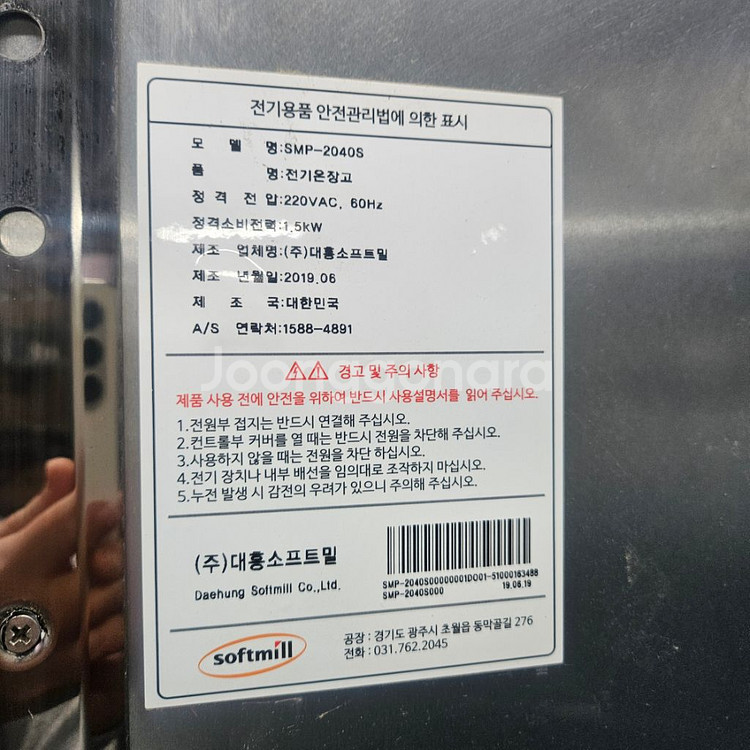 전기용품 안전관리법에 의한 표시
모 델 명:SMP-2040S
품 명:전기온장고
정 격 전 압:220VAC, 60Hz
정격소비전력:1.5kW
제조 업체명:(주)대흥소프트밀
제조 년월일:2019.06
제 조 국:대한민국
A/S 연락처:1588-4891
Joonggonara
경고 및 주의 사항
제품 사용 전에 안전을 위하여 반드시 사용설명서를 읽어 주십시오.
1.전원부 접지는 반드시 연결해 주십시오.
2.컨트롤부 커버를 열 때는 반드시 전원을 차단해 주십시오.
3.사용하지 않을 때는 전원을 차단 하십시오.
4.전기 장치나 내부 배선을 임의대로 조작하지 마십시오.
5.누전 발생 시 감전의 우려가 있으니 주의해 주십시오.
(주)대흥소프트밀
Daehung Softmill Co.,Ltd.
SMP-2040S00000001D001-51000163488
SMP-2040S000 19.06.19
softmill
공장 : 경기도 광주시 초월읍 동막골길 276
전화 : 031.762.2045